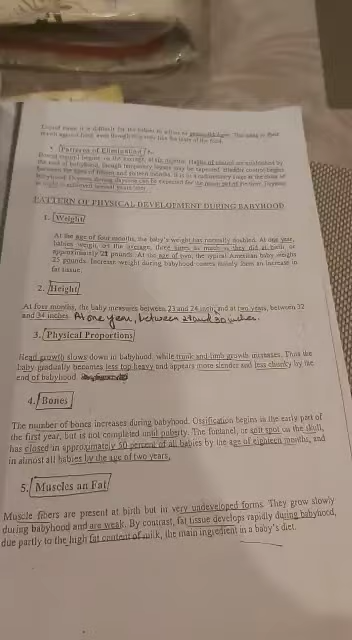 Patterns of Elimination
PATTERN OF PHYSICAL DEVELOPMENT DURING BABYHOOD
1. Weight
At the age of four months, the baby's weight has normally doubled. At one year,
babies weigh, on the average, three times as much as they did at birth or
approximately 21 pounds. At the age of two, the typical American baby weighs
25 pounds. Increase weight during babyhood comes mainly from an increase in
fat tissue.
2. Height
At four months, the baby measures between 23 and 24 inch and at two years, between 32
and 34 inches. At one year, between 28 and 30 inches.
3. Physical Proportions
Head growth slows down in babyhood, while trunk and limb growth increases. Thus the
baby gradually becomes less top heavy and appears more slender and less chunky by the
end of babyhood.
4. Bones
The number of bones increases during babyhood. Ossification begins in the early part of
the first year, but is not completed until puberty. The fontanel, or soft spot on the skull,
has closed in approximately 50 percent of all babies by the age of eighteen months, and
in almost all babies by the age of two years.
5. Muscles an Fat
Muscle fibers are present at birth but in very undeveloped forms. They grow slowly
during babyhood and are weak. By contrast, fat tissue develops rapidly during babyhood,
due partly to the high fat content of milk, the main ingredient in a baby's diet.